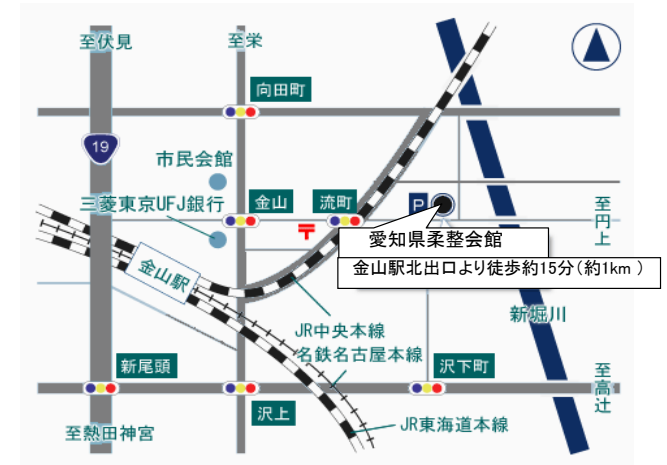 至伏見
至栄
向田町
19
市民会館
三菱東京UFJ銀行
金山
流町
P
至円上
愛知県柔整会館
金山駅北出口より徒歩約15分（約1km ）
金山駅
新堀川
JR中央本線
名鉄名古屋本線
新尾頭
沢下町
至高辻
沢上
JR東海道本線
至熱田神宮